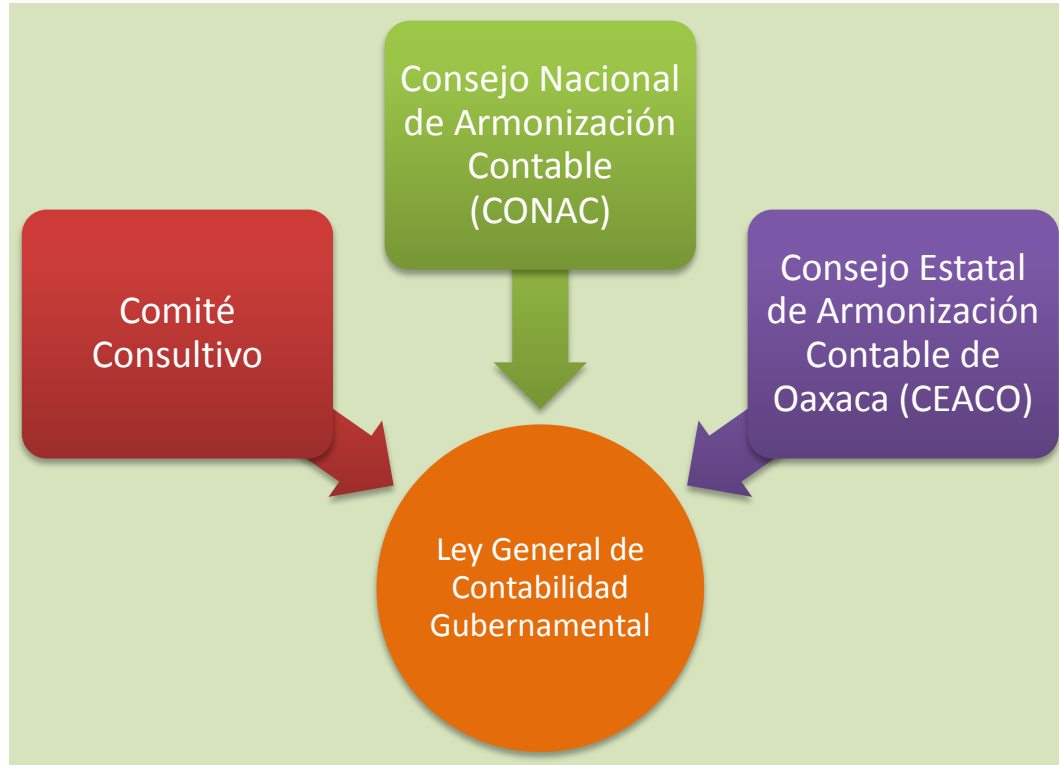 Consejo Nacional
de Armonización
Contable
(CONAC)
Comité
Consultivo
Consejo Estatal
de Armonización
Contable de
Oaxaca (CEACO)
Ley General de
Contabilidad
Gubernamental